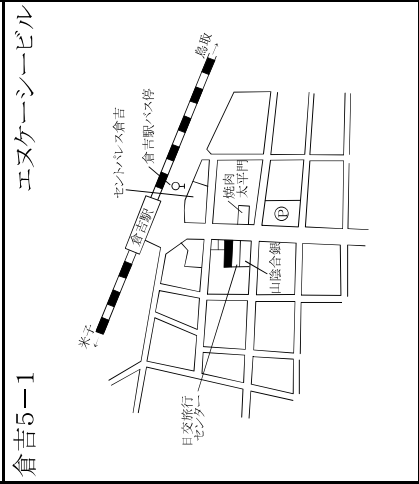 倉吉5-1
エヌケーシービル
鳥取
倉吉駅バス停
セントパレス倉吉
倉吉駅
焼肉
太平門
P
山陰合銀
米子
日交旅行
センター